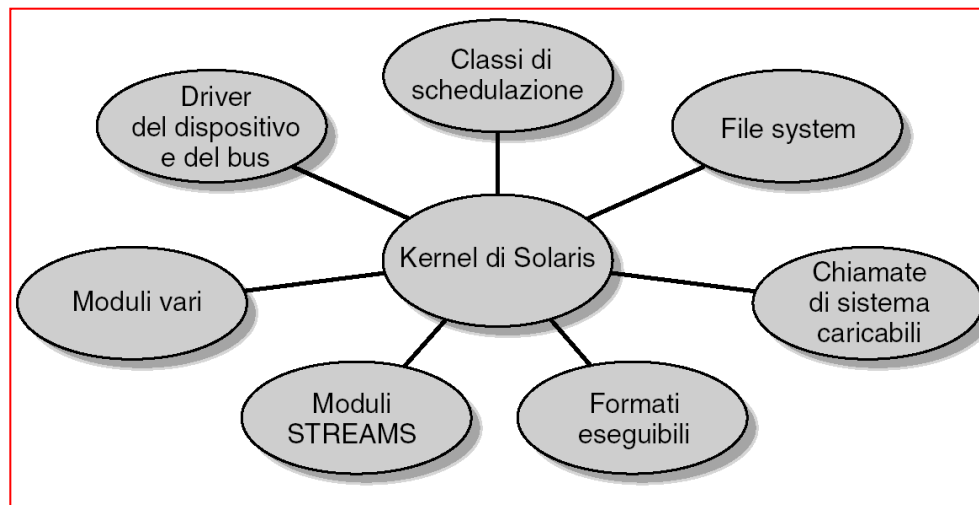 Classi di
schedulazione
Driver
del dispositivo
e del bus
File system
Kernel di Solaris
Moduli vari
Chiamate
di sistema
caricabili
Moduli
STREAMS
Formati
eseguibili